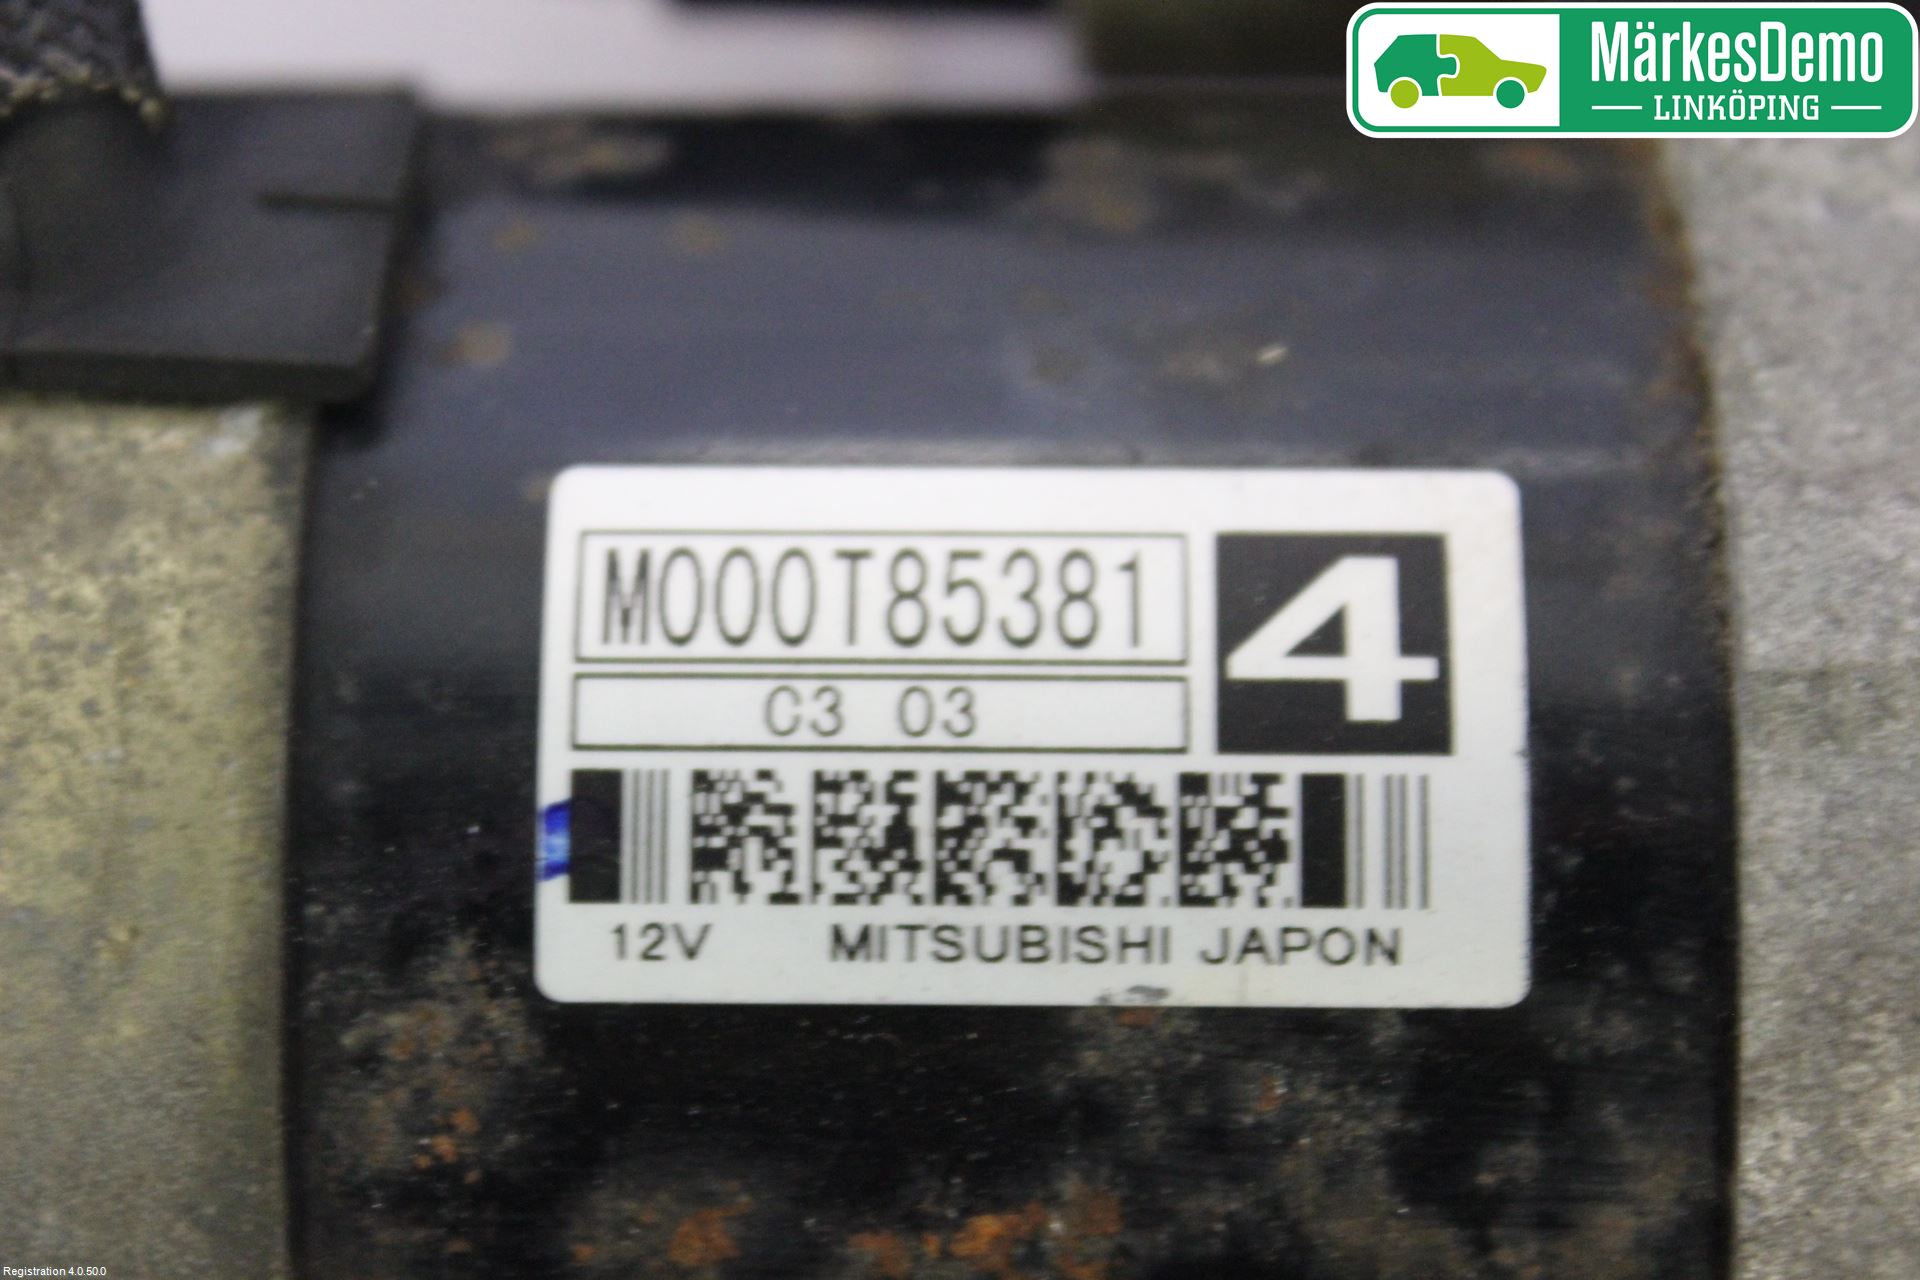 MärkesDemo
LINKÖPING
M000T85381
4
C3 03
12V MITSUBISHI JAPON
Registration 4.0.50.0